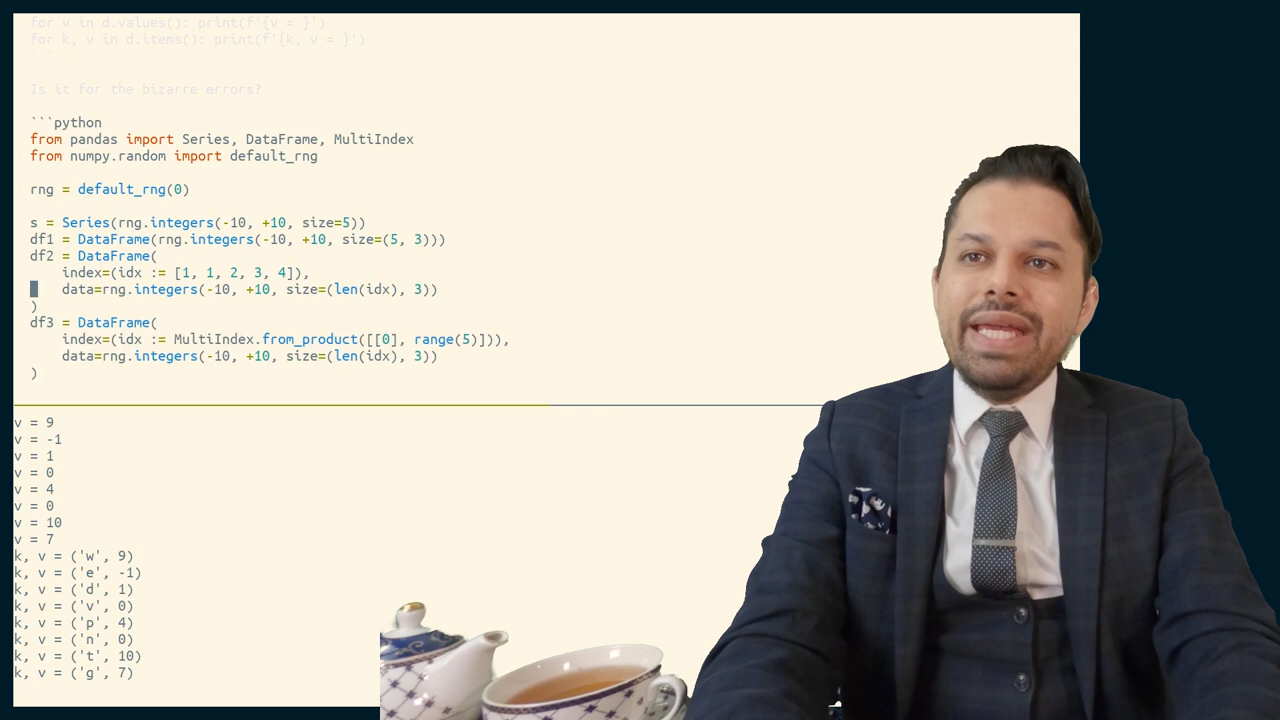 for v in d.values(): print(f'{v = }')
for k, v in d.items(): print(f'{k, v = }')
```
Is it for the bizarre errors?
```python
from pandas import Series, DataFrame, MultiIndex
from numpy.random import default_rng
rng = default_rng(0)
s = Series(rng.integers(-10, +10, size=5))
df1 = DataFrame(rng.integers(-10, +10, size=(5, 3)))
df2 = DataFrame(
    index=(idx := [1, 1, 2, 3, 4]),
    data=rng.integers(-10, +10, size=(len(idx), 3))
)
df3 = DataFrame(
    index=(idx := MultiIndex.from_product([[0], range(5)])),
    data=rng.integers(-10, +10, size=(len(idx), 3))
)
v = 9
v = -1
v = 1
v = 0
v = 4
v = 0
v = 10
v = 7
k, v = ('w', 9)
k, v = ('e', -1)
k, v = ('d', 1)
k, v = ('v', 0)
k, v = ('p', 4)
k, v = ('n', 0)
k, v = ('t', 10)
k, v = ('g', 7)